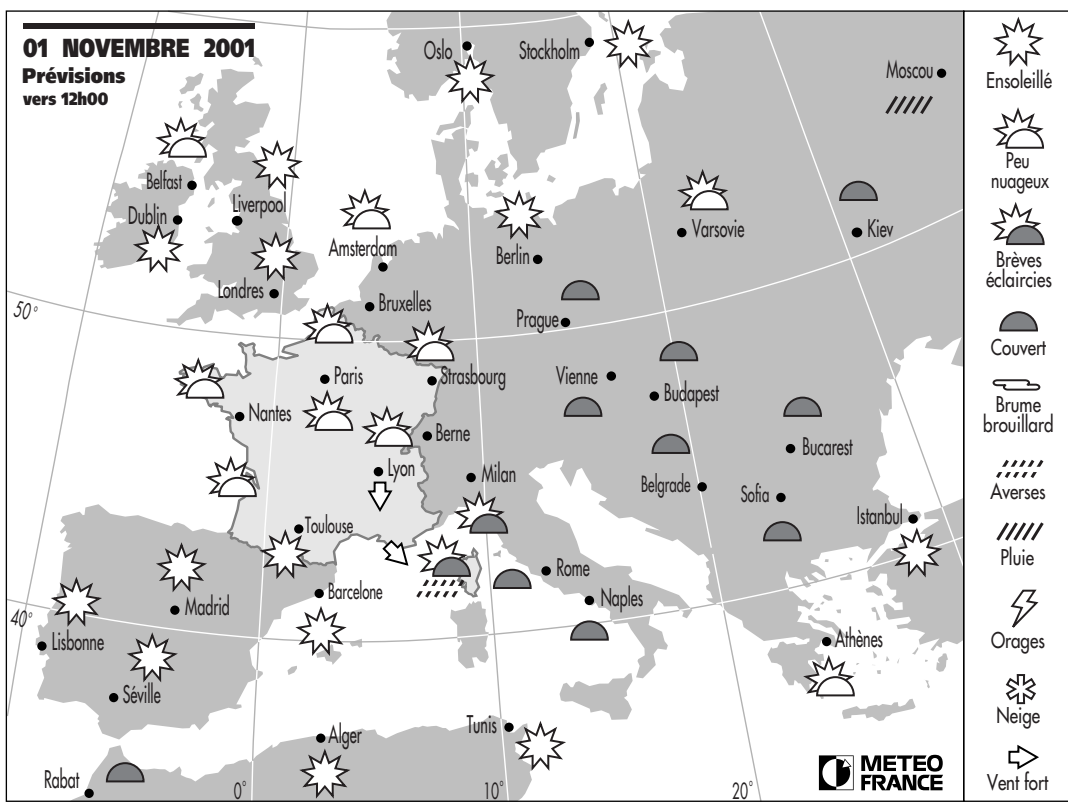 01 NOVEMBRE 2001
Prévisions
vers 12h00
Oslo
Stockholm
Moscou
Belfast
Dublin
Liverpool
Amsterdam
Berlin
Varsovie
Kiev
Londres
Bruxelles
50°
Prague
Paris
Strasbourg
Vienne
Budapest
Nantes
Berne
Bucarest
Lyon
Milan
Belgrade
Sofia
Istanbul
Toulouse
Barcelone
Rome
Naples
40°
Madrid
Lisbonne
Athènes
Séville
Tunis
Alger
Rabat
0°
10°
20°
METEO
FRANCE
Ensoleillé
Peu
nuageux
Brèves
éclaircies
Couvert
Brume
brouillard
Averses
Pluie
Orages
Neige
Vent fort